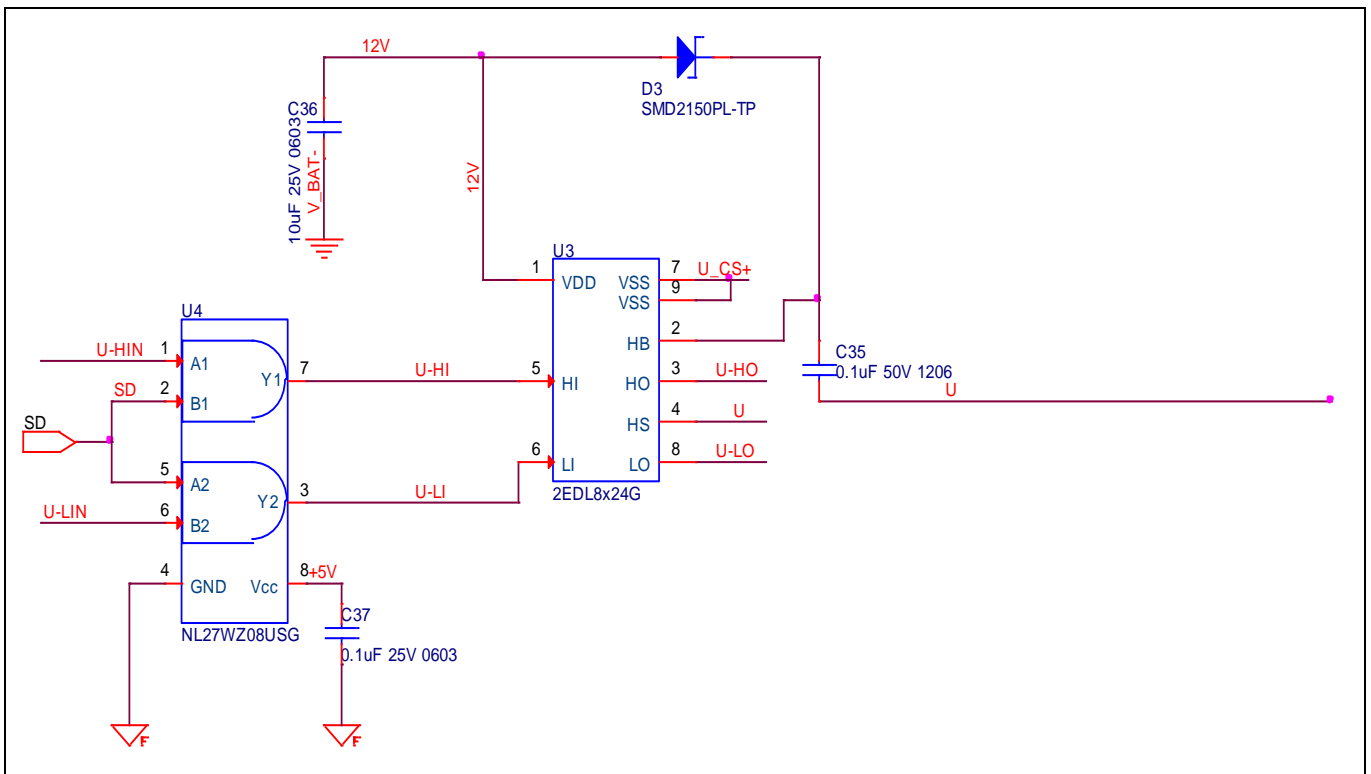 12V
D3
SMD2150PL-TP
C36
10uF 25V 0603
V_BAT-
12V
U3
1
VDD
VSS
7
U_CS+
VSS
9
HB
2
5
HI
HO
3
U-HO
HS
4
U
6
LI
LO
8
U-LO
2EDL8x24G
C35
0.1uF 50V 1206
U
U4
U-HIN
1
A1
Y1
7
U-HI
SD
2
B1
SD
5
A2
Y2
3
U-LI
U-LIN
6
B2
4
GND
Vcc
8
+5V
NL27WZ08USG
C37
0.1uF 25V 0603
F
F